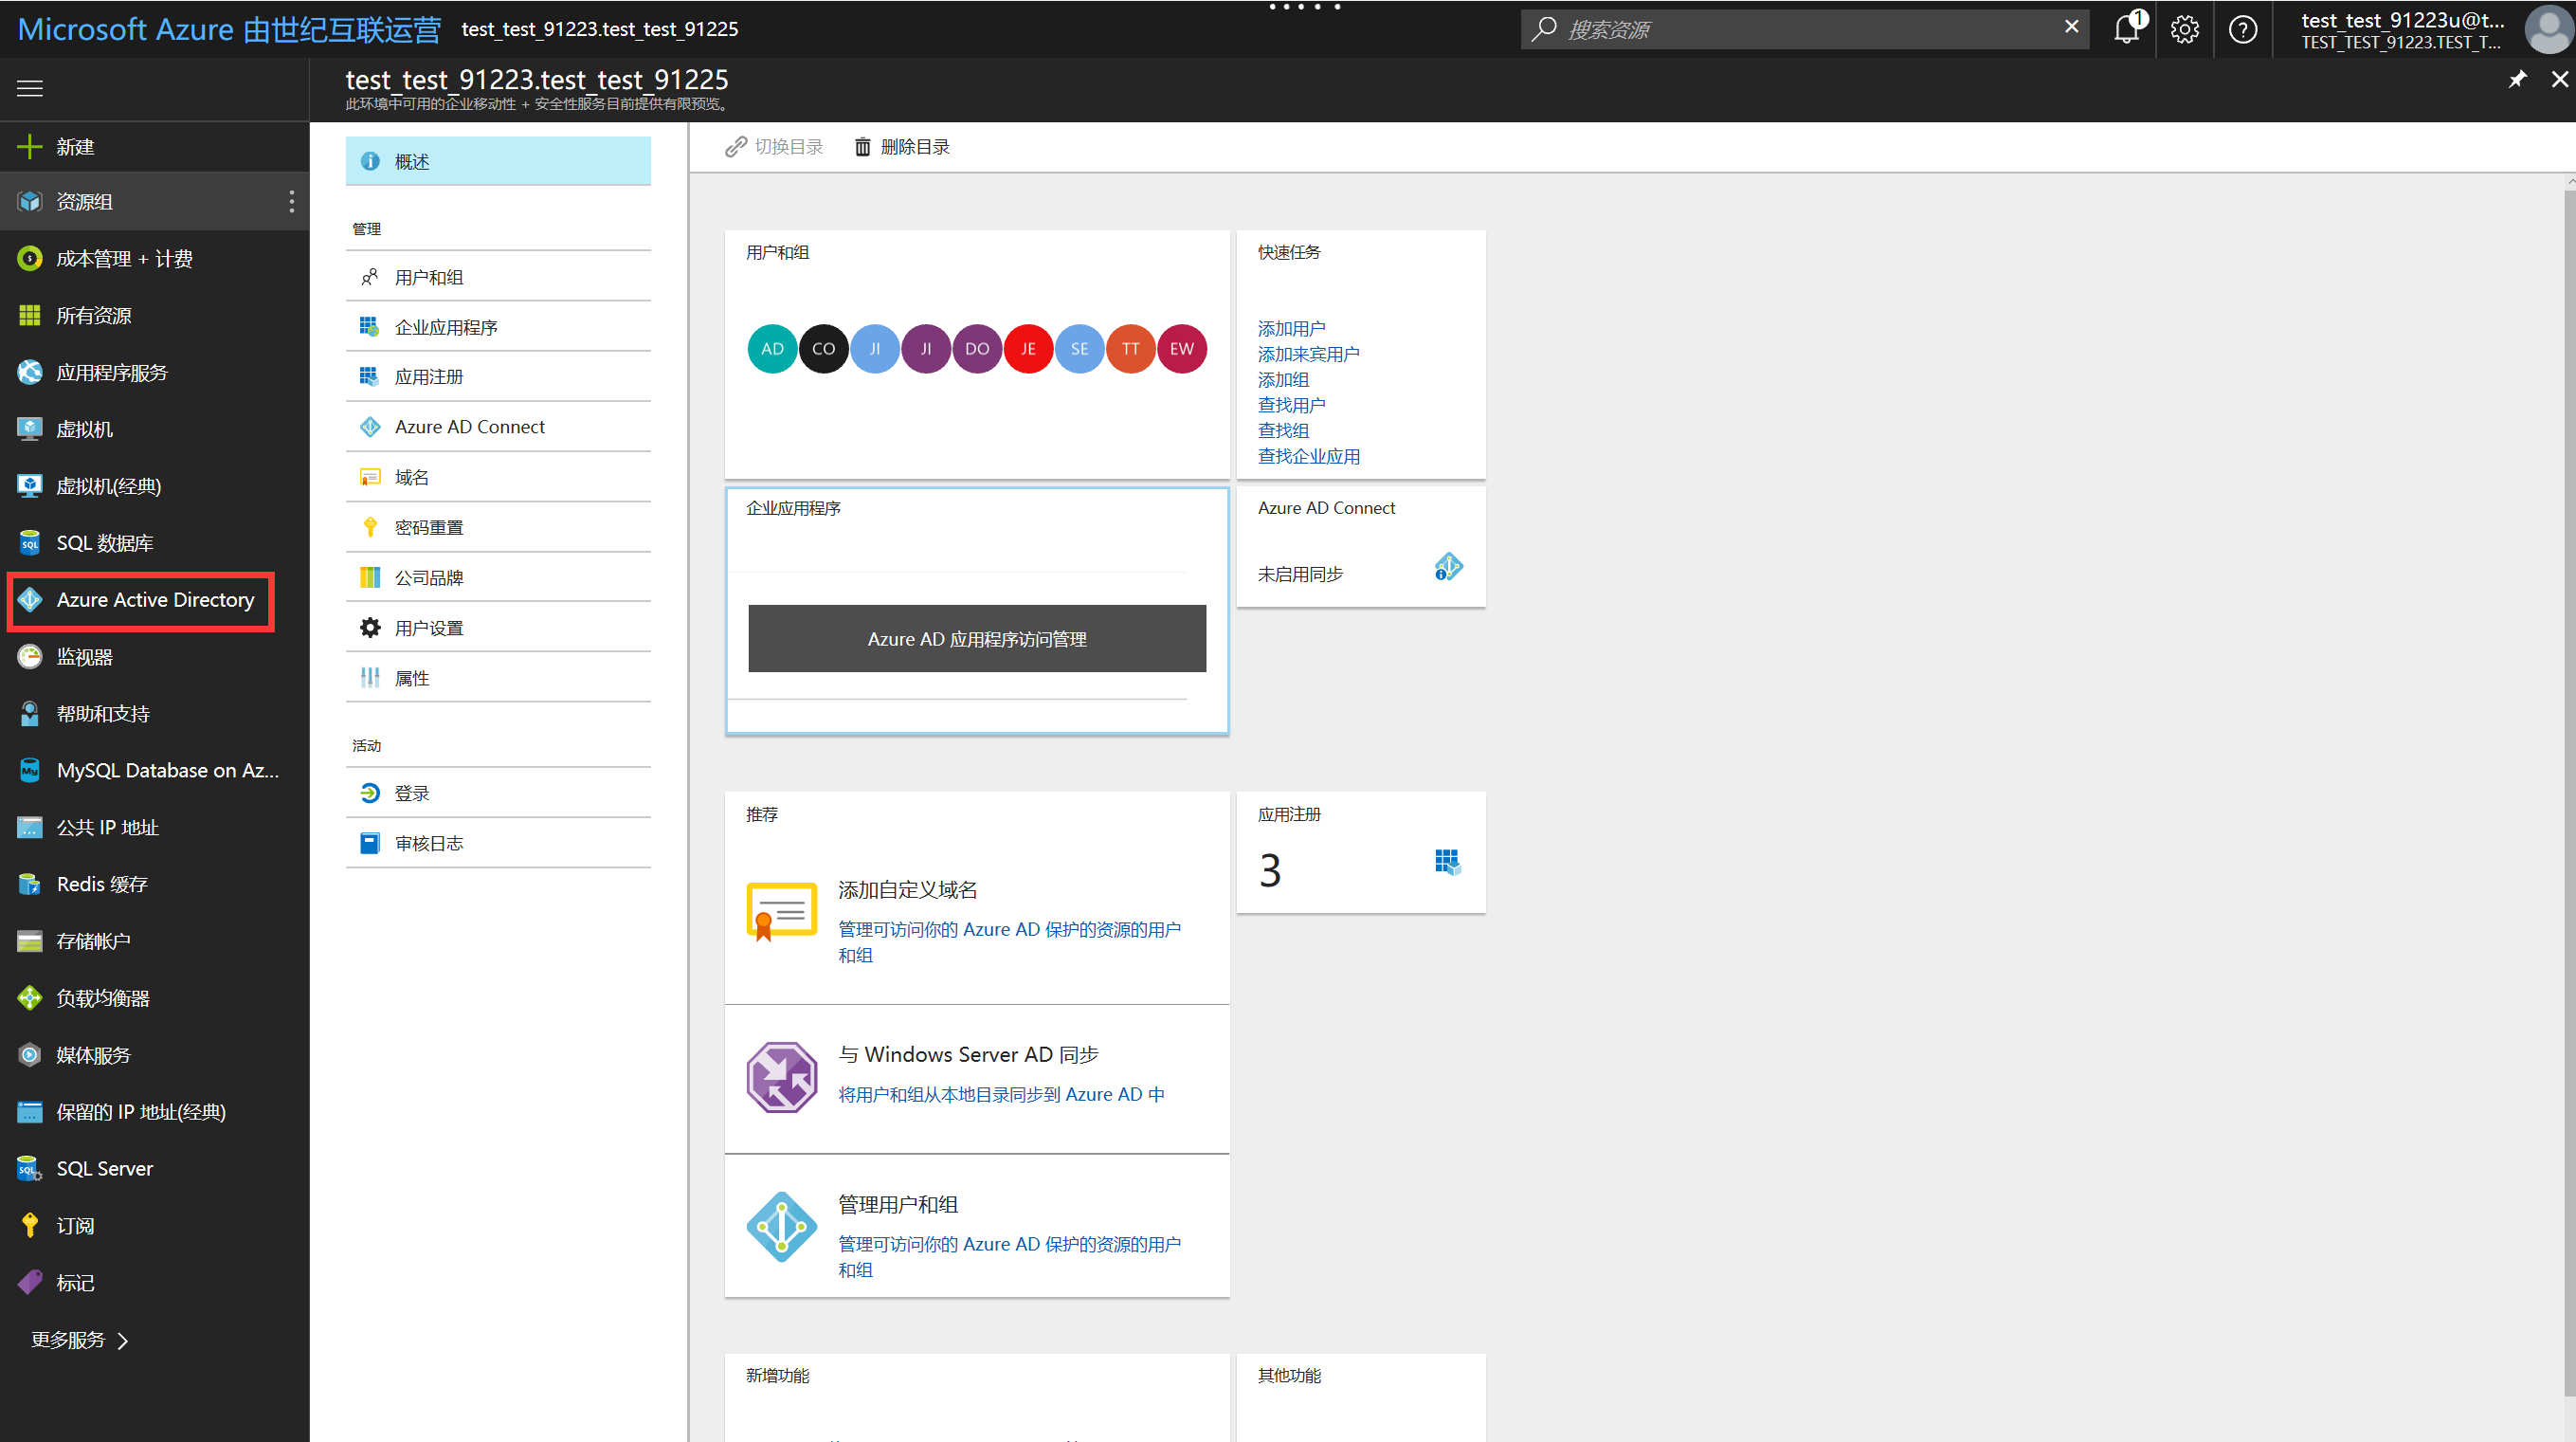 Microsoft Azure 由世纪互联运营
test_test_91223.test_test_91225
搜索资源
1
test_test_91223u@t...
TEST_TEST_91223.TEST_T...
test_test_91223.test_test_91225
此环境中可用的企业移动性 + 安全性服务目前提供有限预览。
新建
资源组
成本管理 + 计费
所有资源
应用程序服务
虚拟机
虚拟机(经典)
SQL 数据库
Azure Active Directory
监视器
帮助和支持
MySQL Database on Az...
公共 IP 地址
Redis 缓存
存储帐户
负载均衡器
媒体服务
保留的 IP 地址(经典)
SQL Server
订阅
标记
更多服务
概述
管理
用户和组
企业应用程序
应用注册
Azure AD Connect
域名
密码重置
公司品牌
用户设置
属性
活动
登录
审核日志
切换目录
删除目录
用户和组
AD CO JI JI DO JE SE TT EW
快速任务
添加用户
添加来宾用户
添加组
查找用户
查找组
查找企业应用
企业应用程序
Azure AD 应用程序访问管理
Azure AD Connect
未启用同步
推荐
添加自定义域名
管理可访问你的 Azure AD 保护的资源的用户
和组
与 Windows Server AD 同步
将用户和组从本地目录同步到 Azure AD 中
管理用户和组
管理可访问你的 Azure AD 保护的资源的用户
和组
应用注册
3
新增功能
其他功能